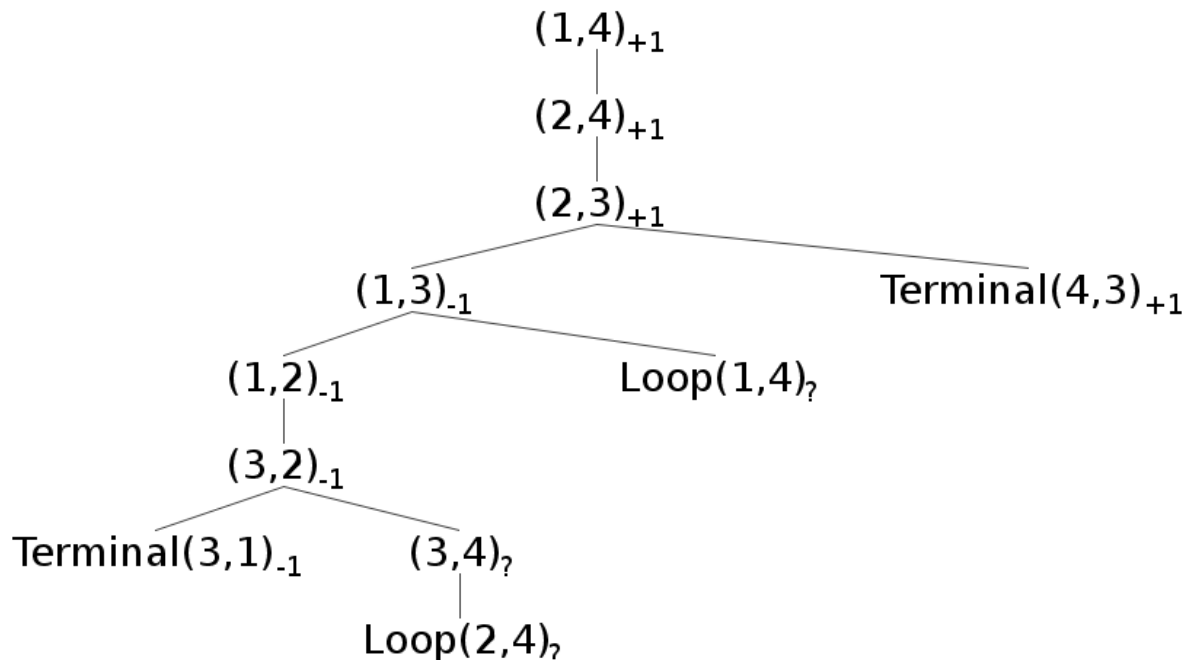 (1,4)+1
(2,4)+1
(2,3)+1
(1,3)-1 Terminal(4,3)+1
(1,2)-1 Loop(1,4)?
(3,2)-1
Terminal(3,1)-1 (3,4)?
Loop(2,4)?